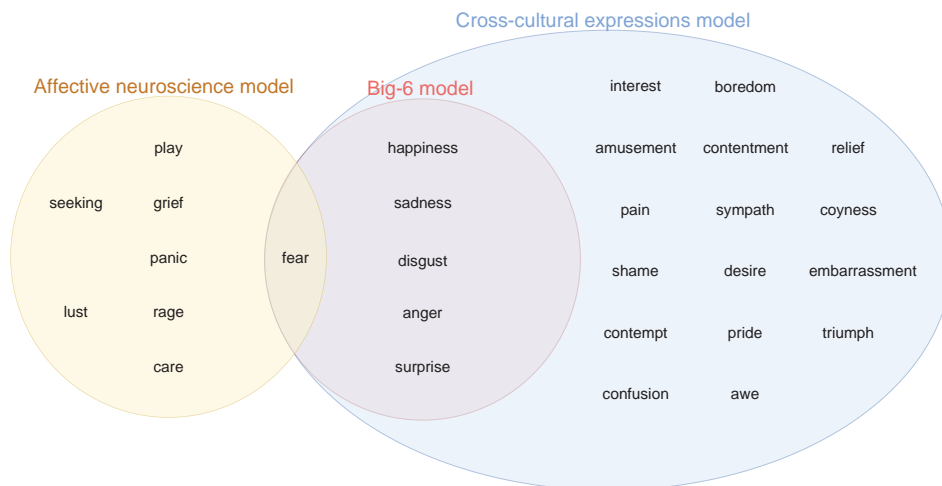 Cross-cultural expressions model
Affective neuroscience model
Big-6 model
play
seeking
grief
panic
lust
rage
care
fear
happiness
sadness
disgust
anger
surprise
interest
boredom
amusement
contentment
relief
pain
sympath
coyness
shame
desire
embarrassment
contempt
pride
triumph
confusion
awe